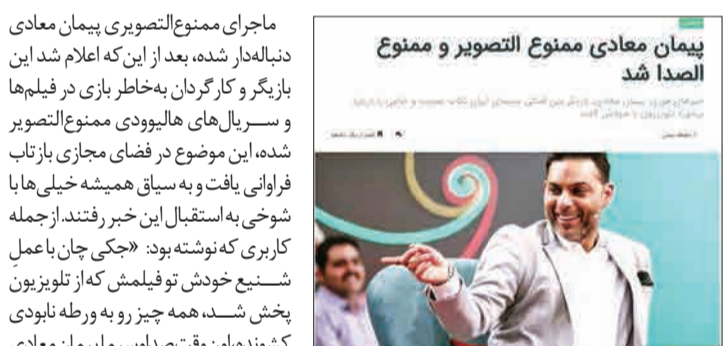 پیمان معادی ممنوع التصویر و ممنوع
الصدا شد
ماجرای ممنوع‌التصویری پیمان معادی
دنباله‌دار شده، بعد از این‌که اعلام شد این
بازیگر و کارگردان به‌خاطر بازی در فیلم‌ها
و سریال‌های هالیوودی ممنوع‌التصویر
شده، این موضوع در فضای مجازی بازتاب
فراوانی یافت و به سیاق همیشه خیلی‌ها با
شوخی به استقبال این خبر رفتند. ازجمله
کاربری که نوشته بود: «جکی چان با عملِ
شنیع خودش تو فیلمش که از تلویزیون
پخش شد، همه چیز رو به ورطه نابودی